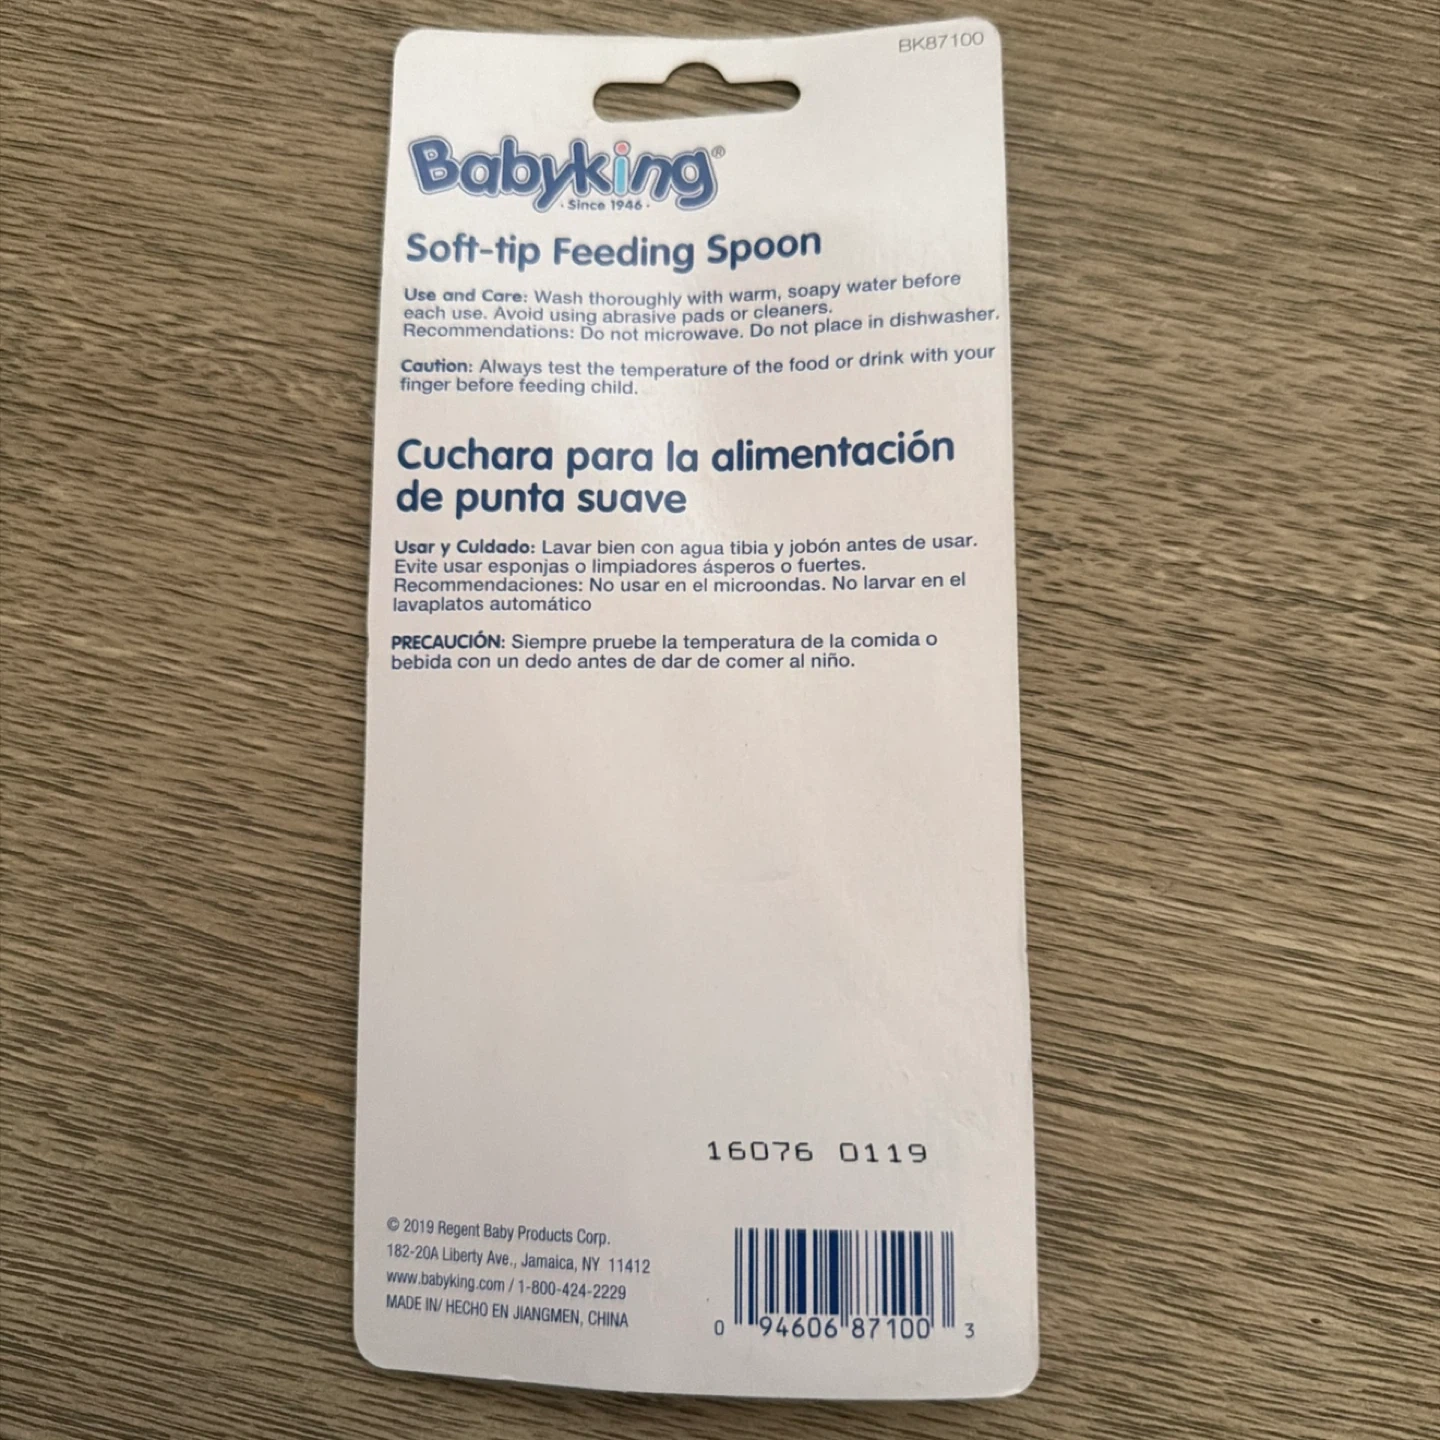 BK87100
Babyking®
· Since 1946 ·
Soft-tip Feeding Spoon
Use and Care: Wash thoroughly with warm, soapy water before
each use. Avoid using abrasive pads or cleaners.
Recommendations: Do not microwave. Do not place in dishwasher.
Caution: Always test the temperature of the food or drink with your
finger before feeding child.
Cuchara para la alimentación
de punta suave
Usar y Culdado: Lavar bien con agua tibia y jobón antes de usar.
Evite usar esponjas o limpiadores ásperos o fuertes.
Recommendaciones: No usar en el microondas. No larvar en el
lavaplatos automático
PRECAUCIÓN: Siempre pruebe la temperatura de la comida o
bebida con un dedo antes de dar de comer al niño.
16076 0119
© 2019 Regent Baby Products Corp.
182-20A Liberty Ave., Jamaica, NY 11412
www.babyking.com / 1-800-424-2229
MADE IN/ HECHO EN JIANGMEN, CHINA
0 94606 87100 3